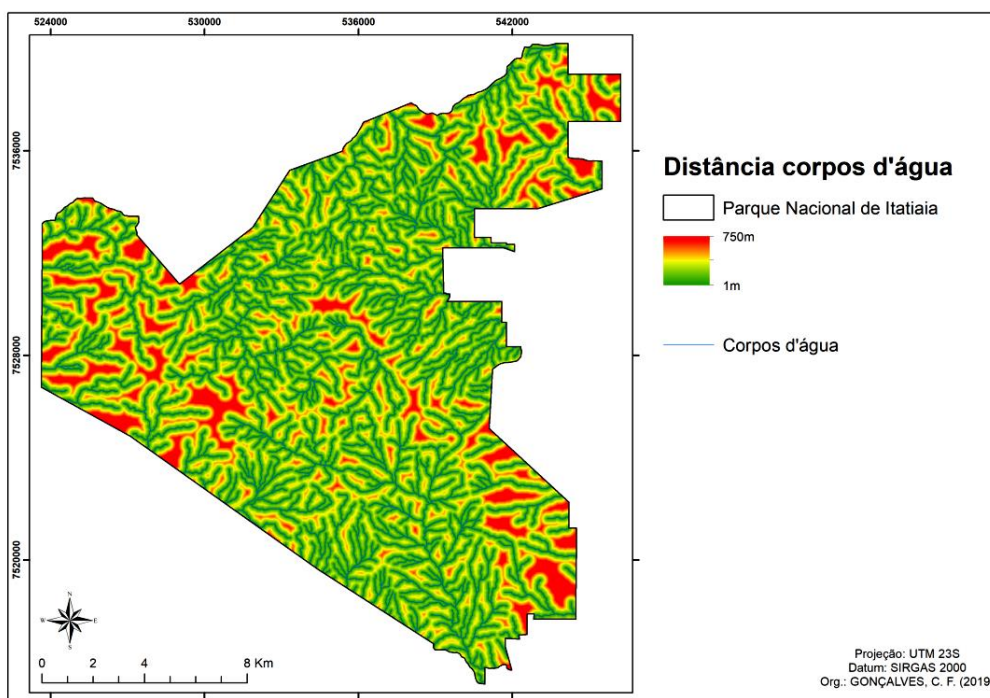 524000 530000 536000 542000
7536000
7528000
7520000
Distância corpos d'água
Parque Nacional de Itatiaia
750m
1m
Corpos d'água
N
W E
S
0 2 4 8 Km
Projeção: UTM 23S
Datum: SIRGAS 2000
Org.: GONÇALVES, C. F. (2019